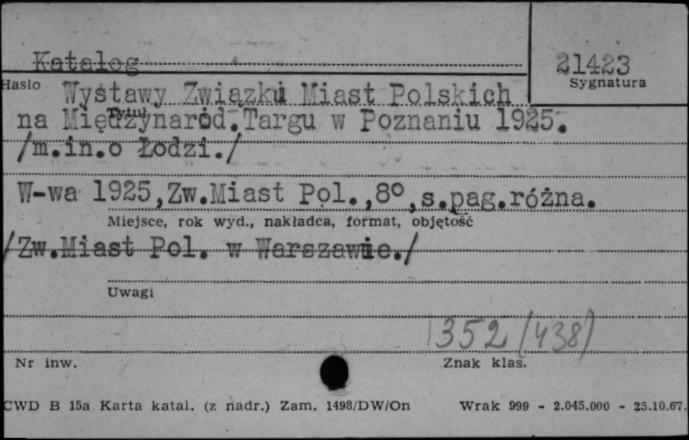 Katalog
21423
Hasło
Sygnatura
Wystawy Związku Miast Polskich
Tytuł
na Międzynaród.Targu w Poznaniu 1925.
/m.in.o Łodzi./
W-wa 1925,Zw.Miast Pol.,8°,s.pag.różna.
Miejsce, rok wyd., nakładca, format, objętość
/Zw.Miast Pol. w Warszawie./
Uwagi
352/(438)
Nr inw.
Znak klas.
CWD B 15a Karta katal. (z nadr.) Zam. 1498/DW/On Wrak 999 - 2.045.000 - 25.10.67.